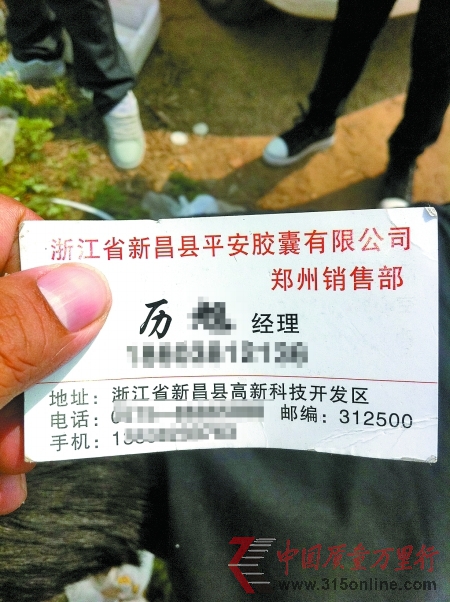 浙江省新昌县平安胶囊有限公司
郑州销售部
历 经理
地址：浙江省新昌县高新科技开发区
电话： 邮编：312500
手机：
中国质量万里行
www.315online.com